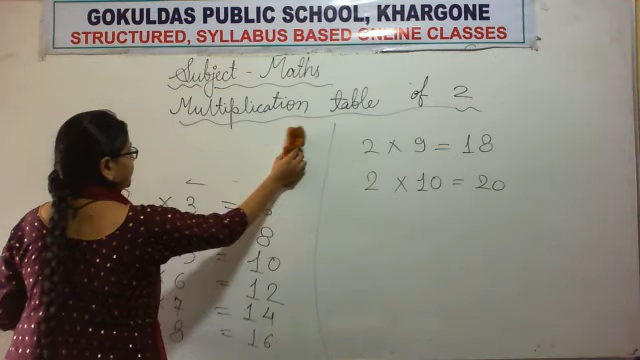 GOKULDAS PUBLIC SCHOOL, KHARGONE
STRUCTURED, SYLLABUS BASED ONLINE CLASSES
Subject - Maths
Multiplication table of 2
× 3 =
8
= 10
6 = 12
7 = 14
8 = 16
2 × 9 = 18
2 × 10 = 20